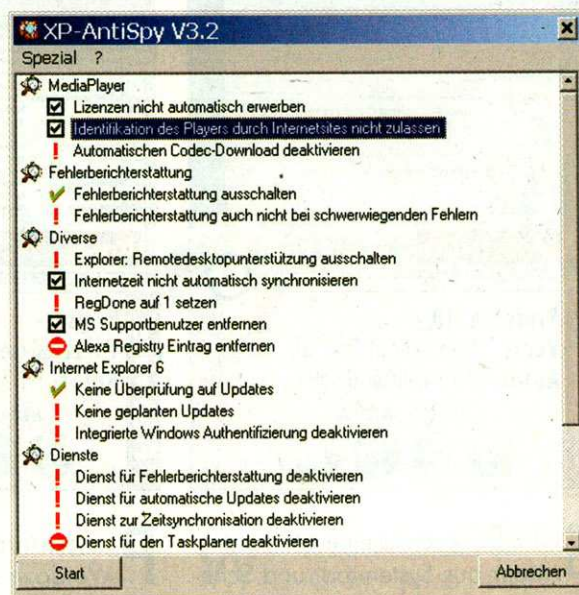 XP-AntiSpy V3.2
Spezial ?
MediaPlayer
Lizenzen nicht automatisch erwerben
Identifikation des Players durch Internetsites nicht zulassen
Automatischen Codec-Download deaktivieren
Fehlerberichterstattung
Fehlerberichterstattung ausschalten
Fehlerberichterstattung auch nicht bei schwerwiegenden Fehlern
Diverse
Explorer: Remotedesktopunterstützung ausschalten
Internetzeit nicht automatisch synchronisieren
RegDone auf 1 setzen
MS Supportbenutzer entfernen
Alexa Registry Eintrag entfernen
Internet Explorer 6
Keine Überprüfung auf Updates
Keine geplanten Updates
Integrierte Windows Authentifizierung deaktivieren
Dienste
Dienst für Fehlerberichterstattung deaktivieren
Dienst für automatische Updates deaktivieren
Dienst zur Zeitsynchronisation deaktivieren
Dienst für den Taskplaner deaktivieren
Start Abbrechen